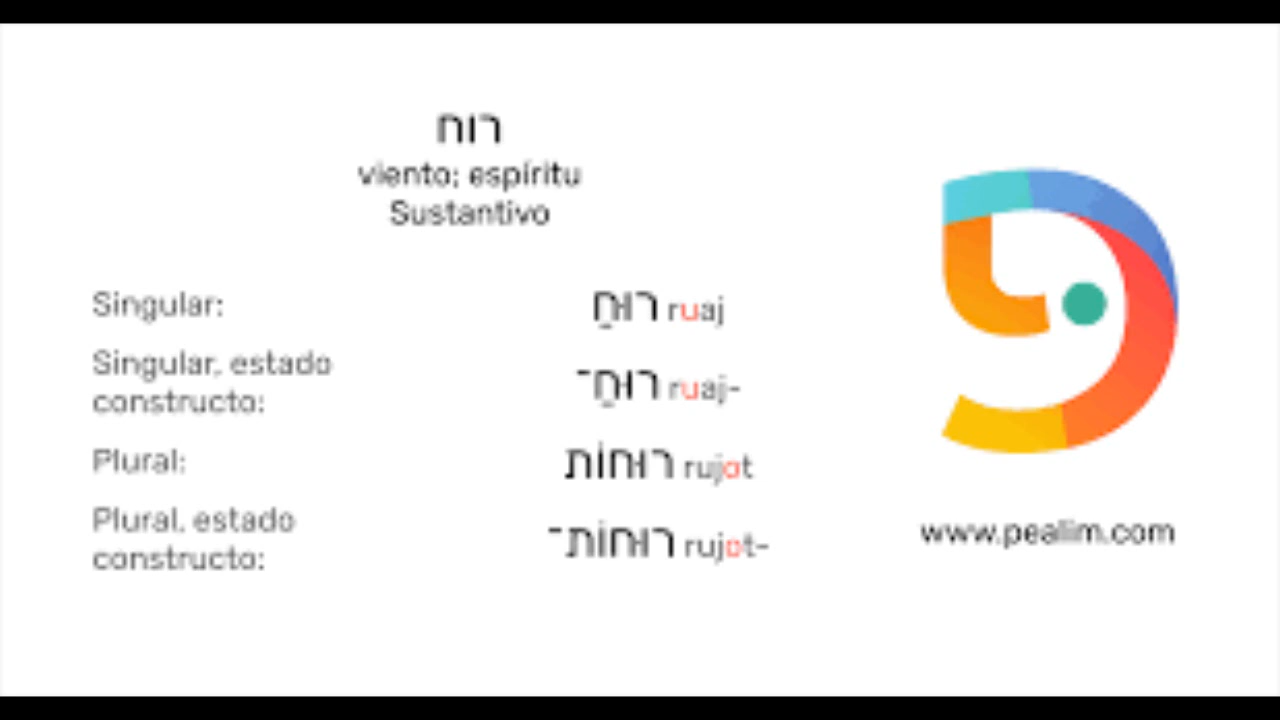 רוח
viento; espíritu
Sustantivo
Singular: רוּחַ ruaj
Singular, estado
constructo: רוּחַ־ ruaj-
Plural: רוּחוֹת rujot
Plural, estado
constructo: רוּחוֹת־ rujot-
www.pealim.com